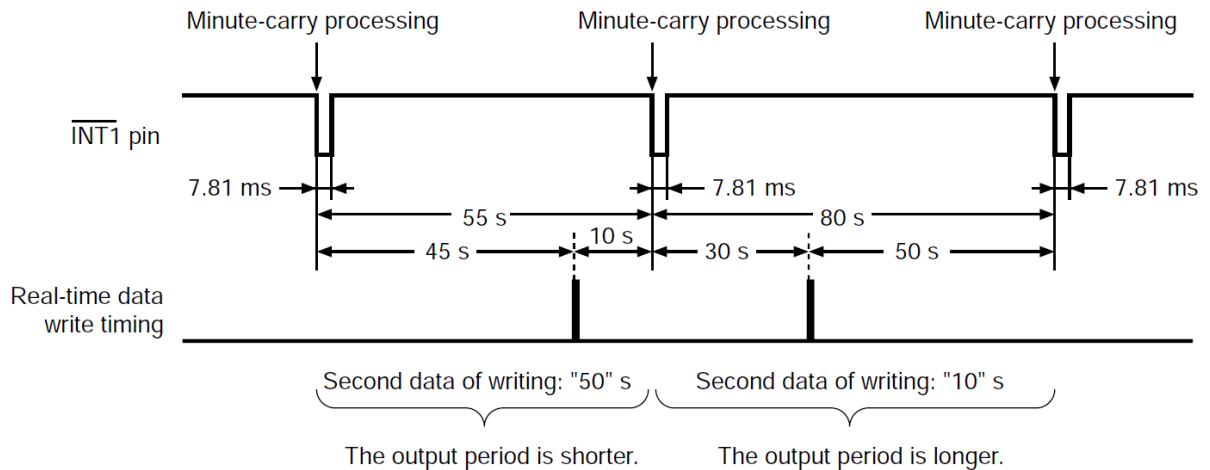 Minute-carry processing Minute-carry processing Minute-carry processing
INT1 pin
7.81 ms 7.81 ms 7.81 ms
55 s 80 s
45 s 10 s 30 s 50 s
Real-time data
write timing
Second data of writing: "50" s Second data of writing: "10" s
The output period is shorter. The output period is longer.